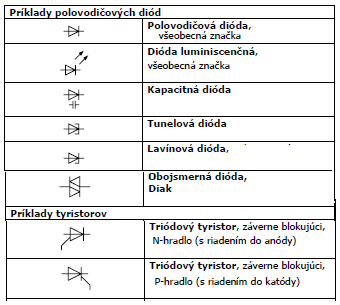 Príklady polovodičových diód
Polovodičová dióda,
všeobecná značka
Dióda luminiscenčná,
všeobecná značka
Kapacitná dióda
Tunelová dióda
Lavínová dióda,
Obojsmerná dióda,
Diak
Príklady tyristorov
Triódový tyristor, záverne blokujúci,
N-hradlo (s riadením do anódy)
Triódový tyristor, záverne blokujúci,
P-hradlo (s riadením do katódy)